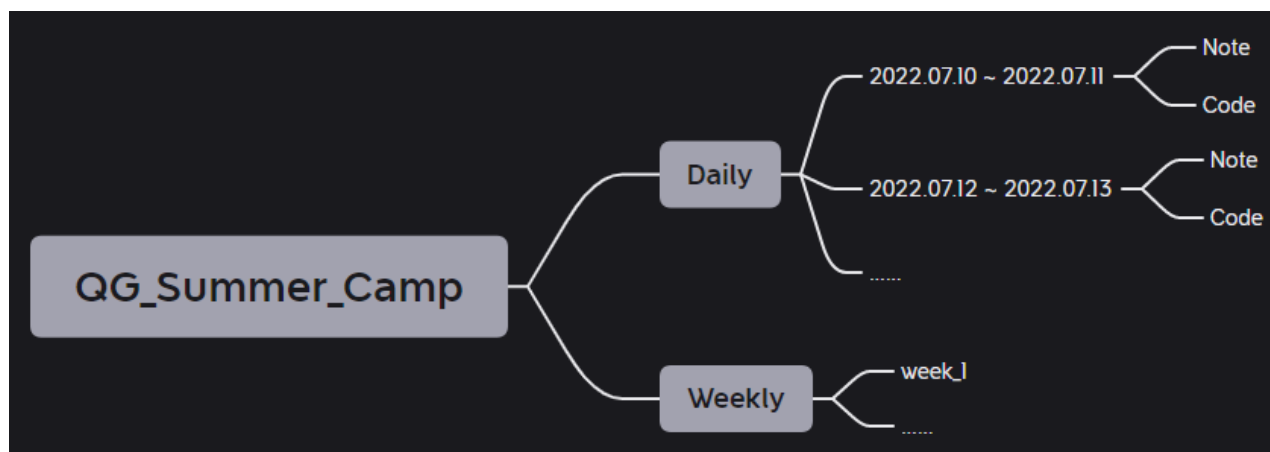 QG_Summer_Camp
Daily
2022.07.10 ~ 2022.07.11
Note
Code
2022.07.12 ~ 2022.07.13
Note
Code
......
Weekly
week_1
......